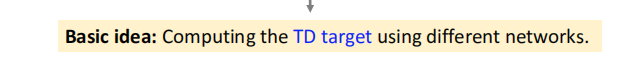 Basic idea: Computing the TD target using different networks.